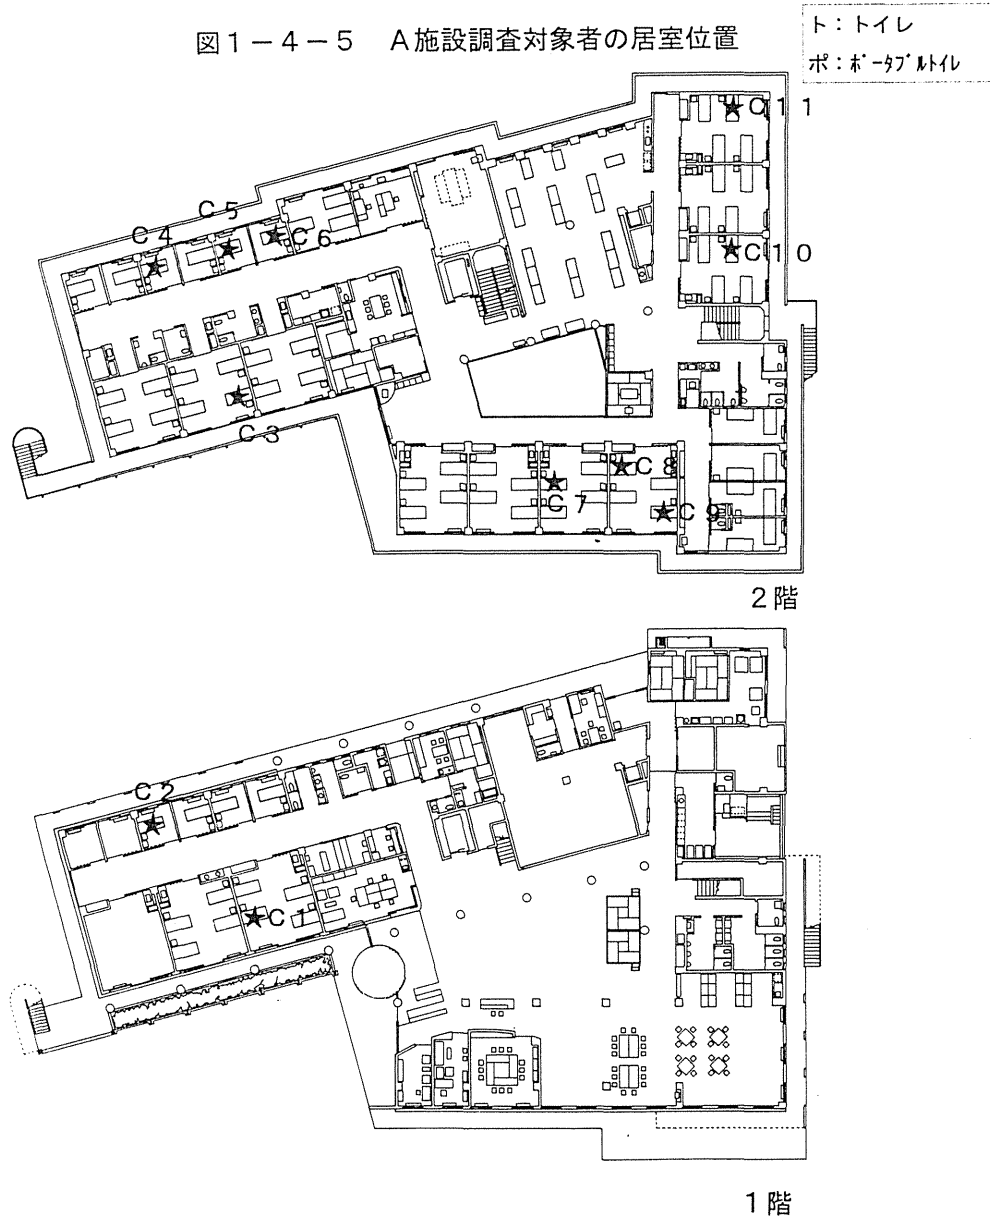 図１－４－５　Ａ施設調査対象者の居室位置
ト：トイレ
ポ：ﾎﾟｰﾀﾌﾞﾙﾄｲﾚ
Ｃ１１
Ｃ５
Ｃ４
Ｃ６
Ｃ１０
Ｃ３
Ｃ８
Ｃ７
Ｃ９
２階
Ｃ２
Ｃ１
１階